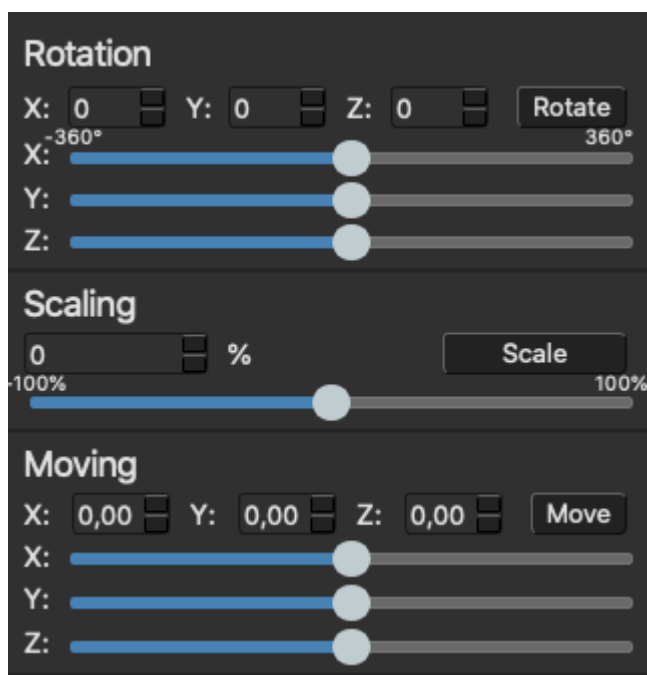 Rotation
X: 0 Y: 0 Z: 0 Rotate
-360° 360°
X:
Y:
Z:
Scaling
0 % Scale
-100% 100%
Moving
X: 0,00 Y: 0,00 Z: 0,00 Move
X:
Y:
Z: